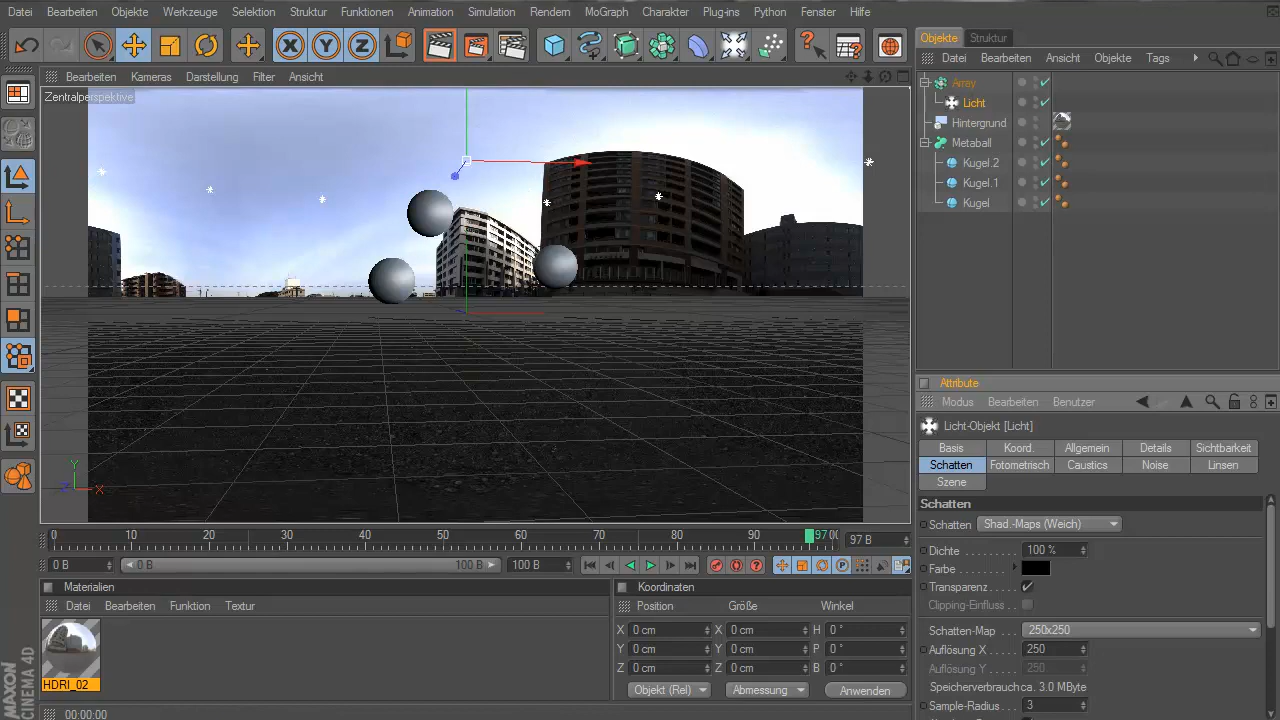 Datei Bearbeiten Objekte Werkzeuge Selektion Struktur Funktionen Animation Simulation Rendern MoGraph Charakter Plug-ins Python Fenster Hilfe
Objekte Struktur
Bearbeiten Kameras Darstellung Filter Ansicht
Datei Bearbeiten Ansicht Objekte Tags
Zentralperspektive
Array
Licht
Hintergrund
Metaball
Kugel.2
Kugel.1
Kugel
Attribute
Modus Bearbeiten Benutzer
Licht-Objekt [Licht]
Basis Koord. Allgemein Details Sichtbarkeit
Schatten Fotometrisch Caustics Noise Linsen
Szene
Schatten
Schatten Shad.-Maps (Weich)
Dichte 100 %
Farbe
Transparenz
Clipping-Einfluss
Schatten-Map 250x250
Auflösung X 250
Auflösung Y 250
Speicherverbrauch ca. 3.0 MByte
Sample-Radius 3
Y
Z X
0 10 20 30 40 50 60 70 80 90 97 97 B
0 B 0 B 100 B 100 B
Materialien
Datei Bearbeiten Funktion Textur
HDRI_02
Koordinaten
Position Größe Winkel
X 0 cm X 0 cm H 0 °
Y 0 cm Y 0 cm P 0 °
Z 0 cm Z 0 cm B 0 °
Objekt (Rel) Abmessung Anwenden
MAXON
CINEMA 4D
00:00:00